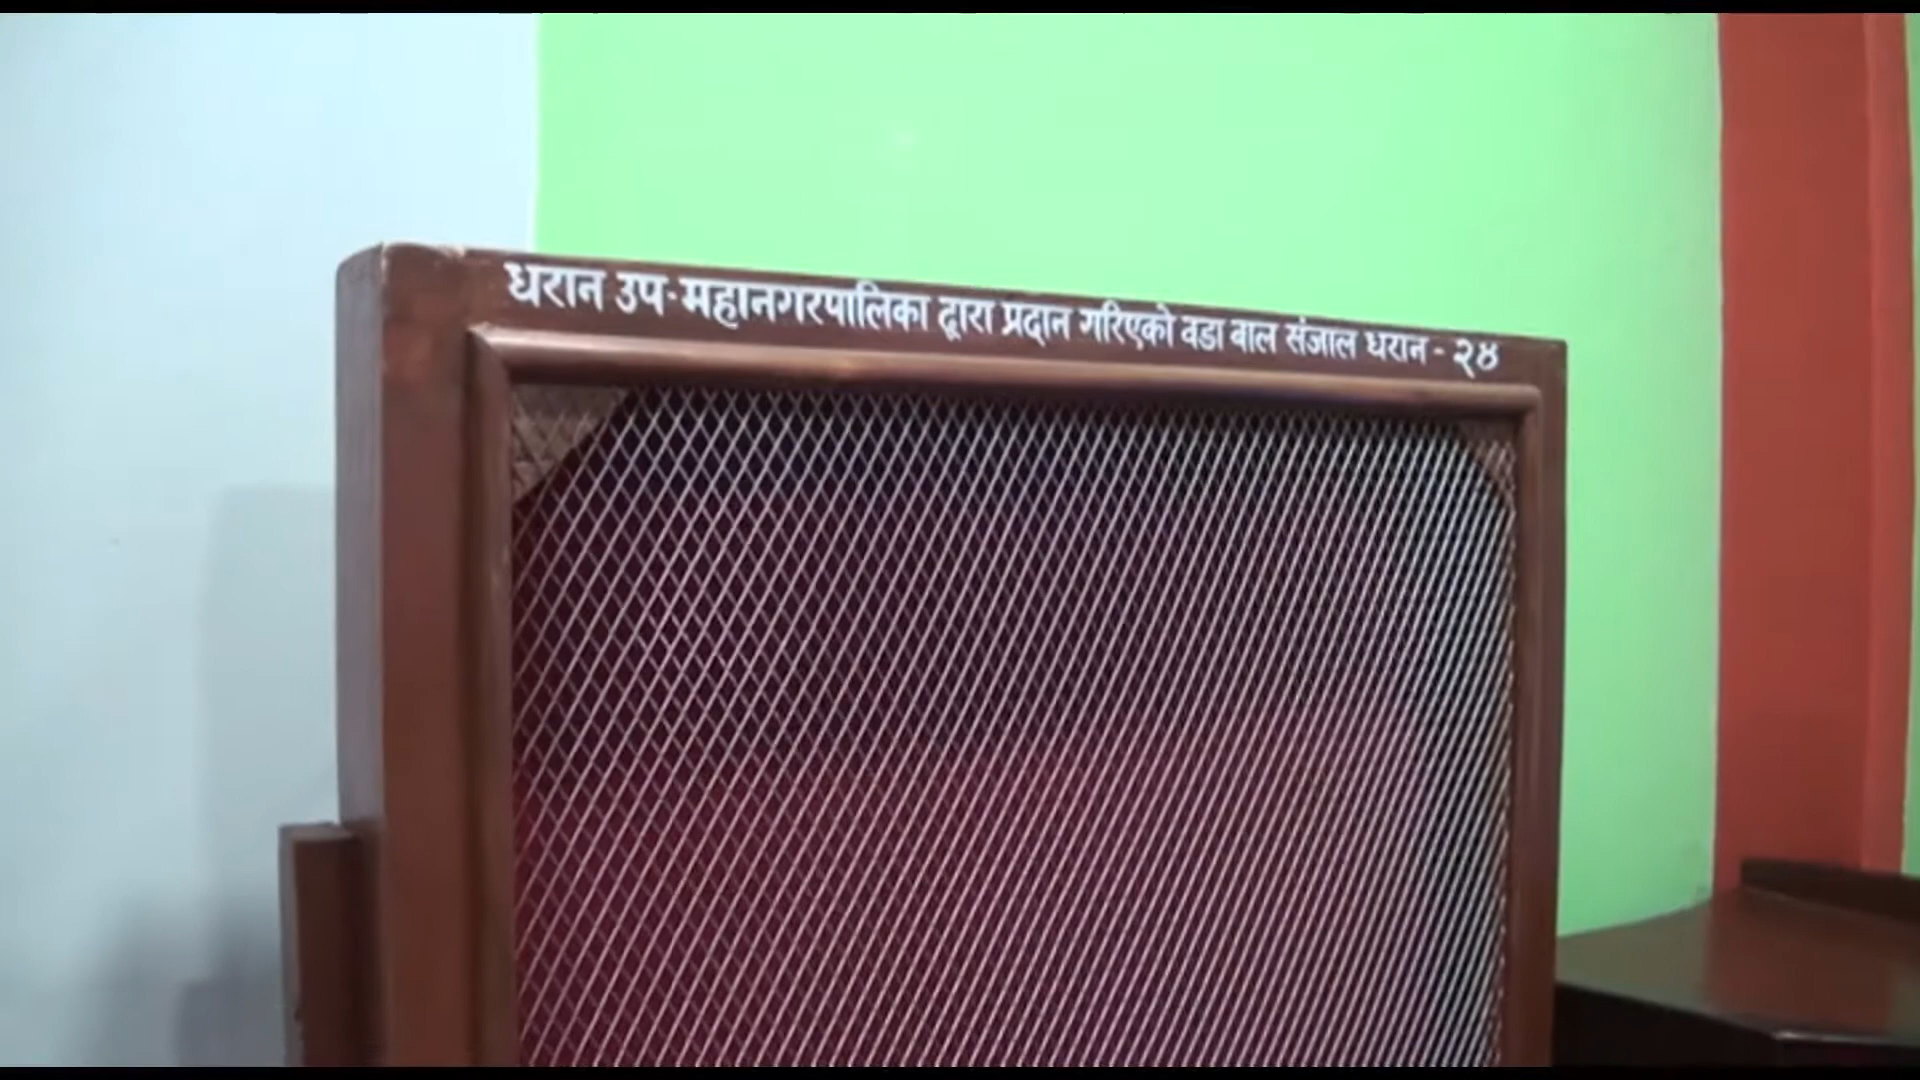 धरान उप-महानगरपालिका द्वारा प्रदान गरिएको वडा बाल संजाल धरान - २४